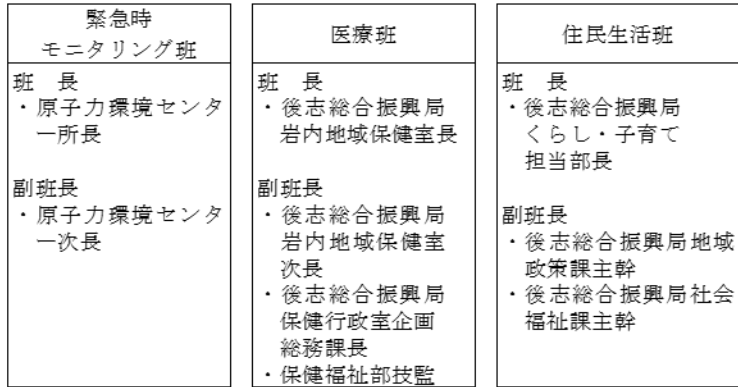 緊急時
モニタリング班
班　長
・原子力環境センタ
ー所長
副班長
・原子力環境センタ
ー次長
医療班
班　長
・後志総合振興局
岩内地域保健室長
副班長
・後志総合振興局
岩内地域保健室
次長
・後志総合振興局
保健行政室企画
総務課長
・保健福祉部技監
住民生活班
班　長
・後志総合振興局
くらし・子育て
担当部長
副班長
・後志総合振興局地域
政策課主幹
・後志総合振興局社会
福祉課主幹